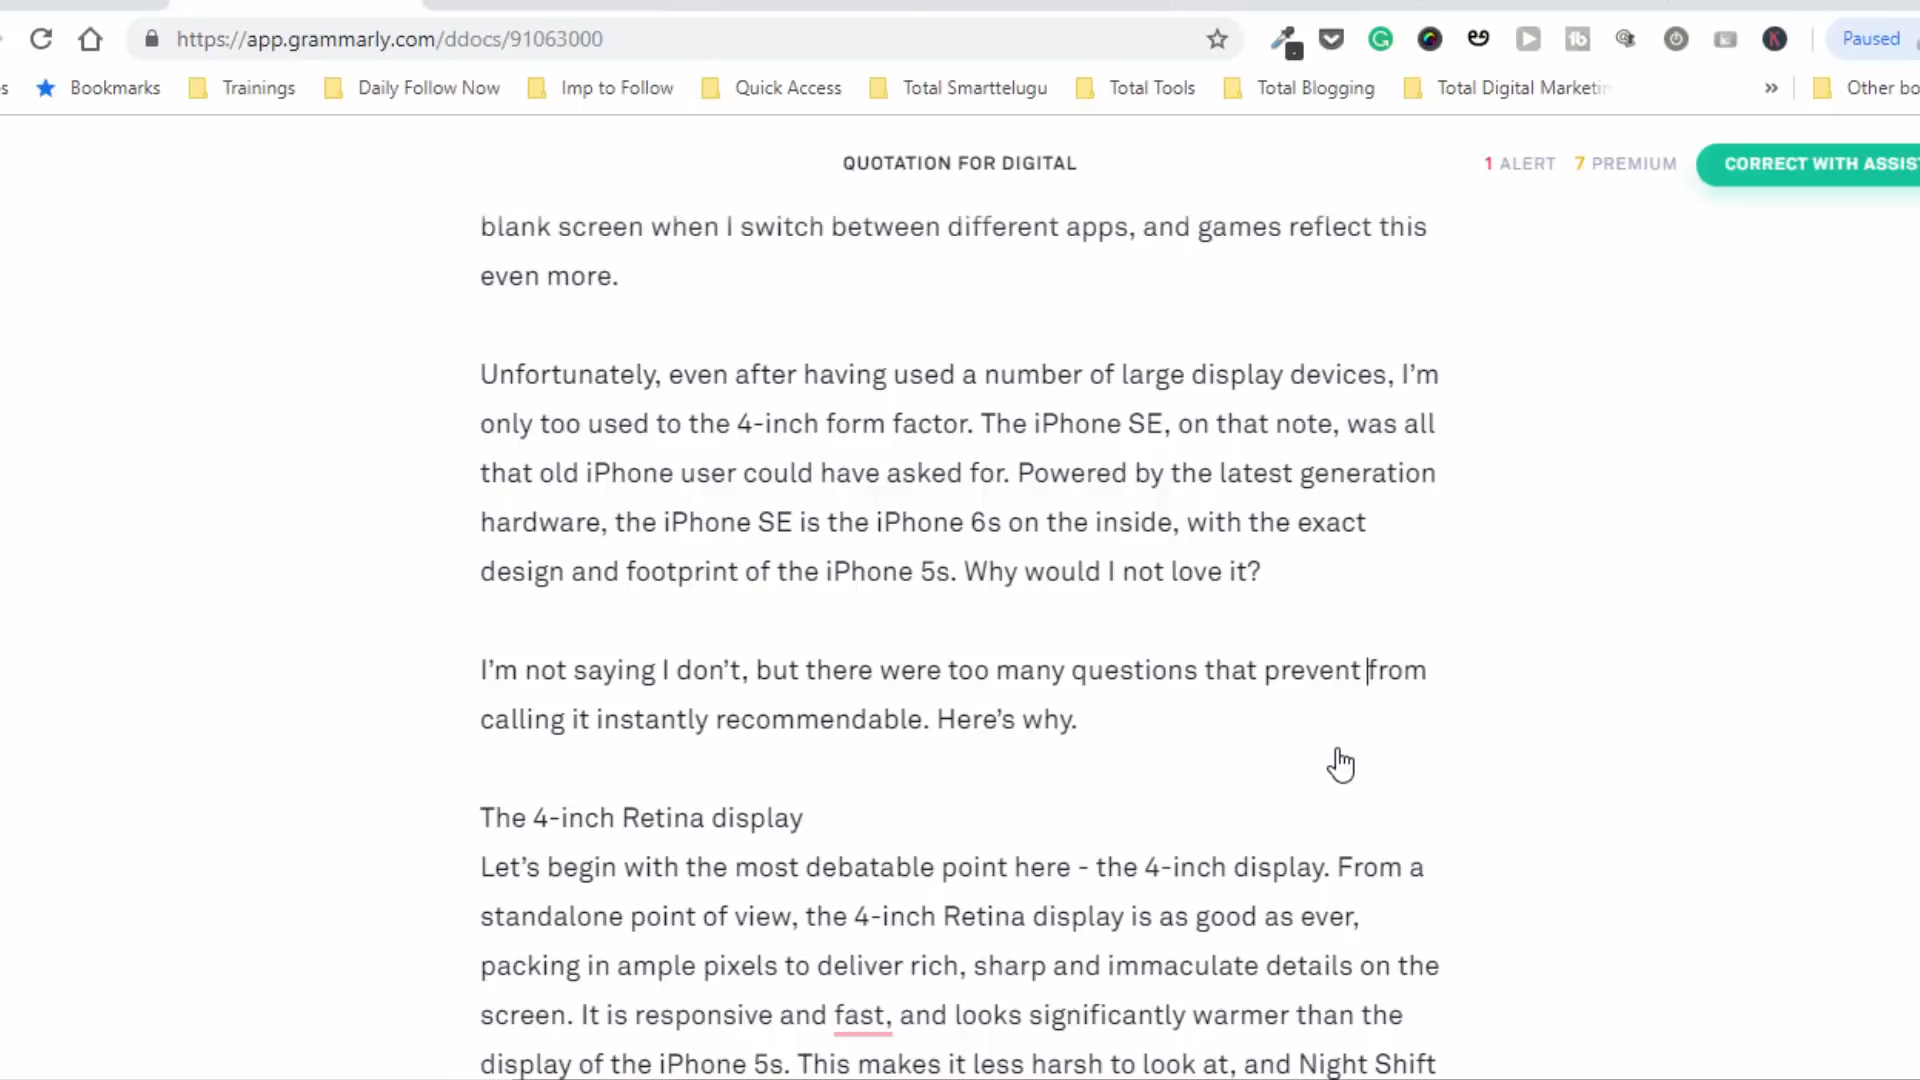 https://app.grammarly.com/ddocs/91063000
Paused
Bookmarks Trainings Daily Follow Now Imp to Follow Quick Access Total Smarttelugu Total Tools Total Blogging Total Digital Marketin » Other bo
QUOTATION FOR DIGITAL
1 ALERT 7 PREMIUM CORRECT WITH ASSIST
blank screen when I switch between different apps, and games reflect this
even more.
Unfortunately, even after having used a number of large display devices, I’m
only too used to the 4-inch form factor. The iPhone SE, on that note, was all
that old iPhone user could have asked for. Powered by the latest generation
hardware, the iPhone SE is the iPhone 6s on the inside, with the exact
design and footprint of the iPhone 5s. Why would I not love it?
I’m not saying I don’t, but there were too many questions that prevent from
calling it instantly recommendable. Here’s why.
The 4-inch Retina display
Let’s begin with the most debatable point here - the 4-inch display. From a
standalone point of view, the 4-inch Retina display is as good as ever,
packing in ample pixels to deliver rich, sharp and immaculate details on the
screen. It is responsive and fast, and looks significantly warmer than the
display of the iPhone 5s. This makes it less harsh to look at, and Night Shift